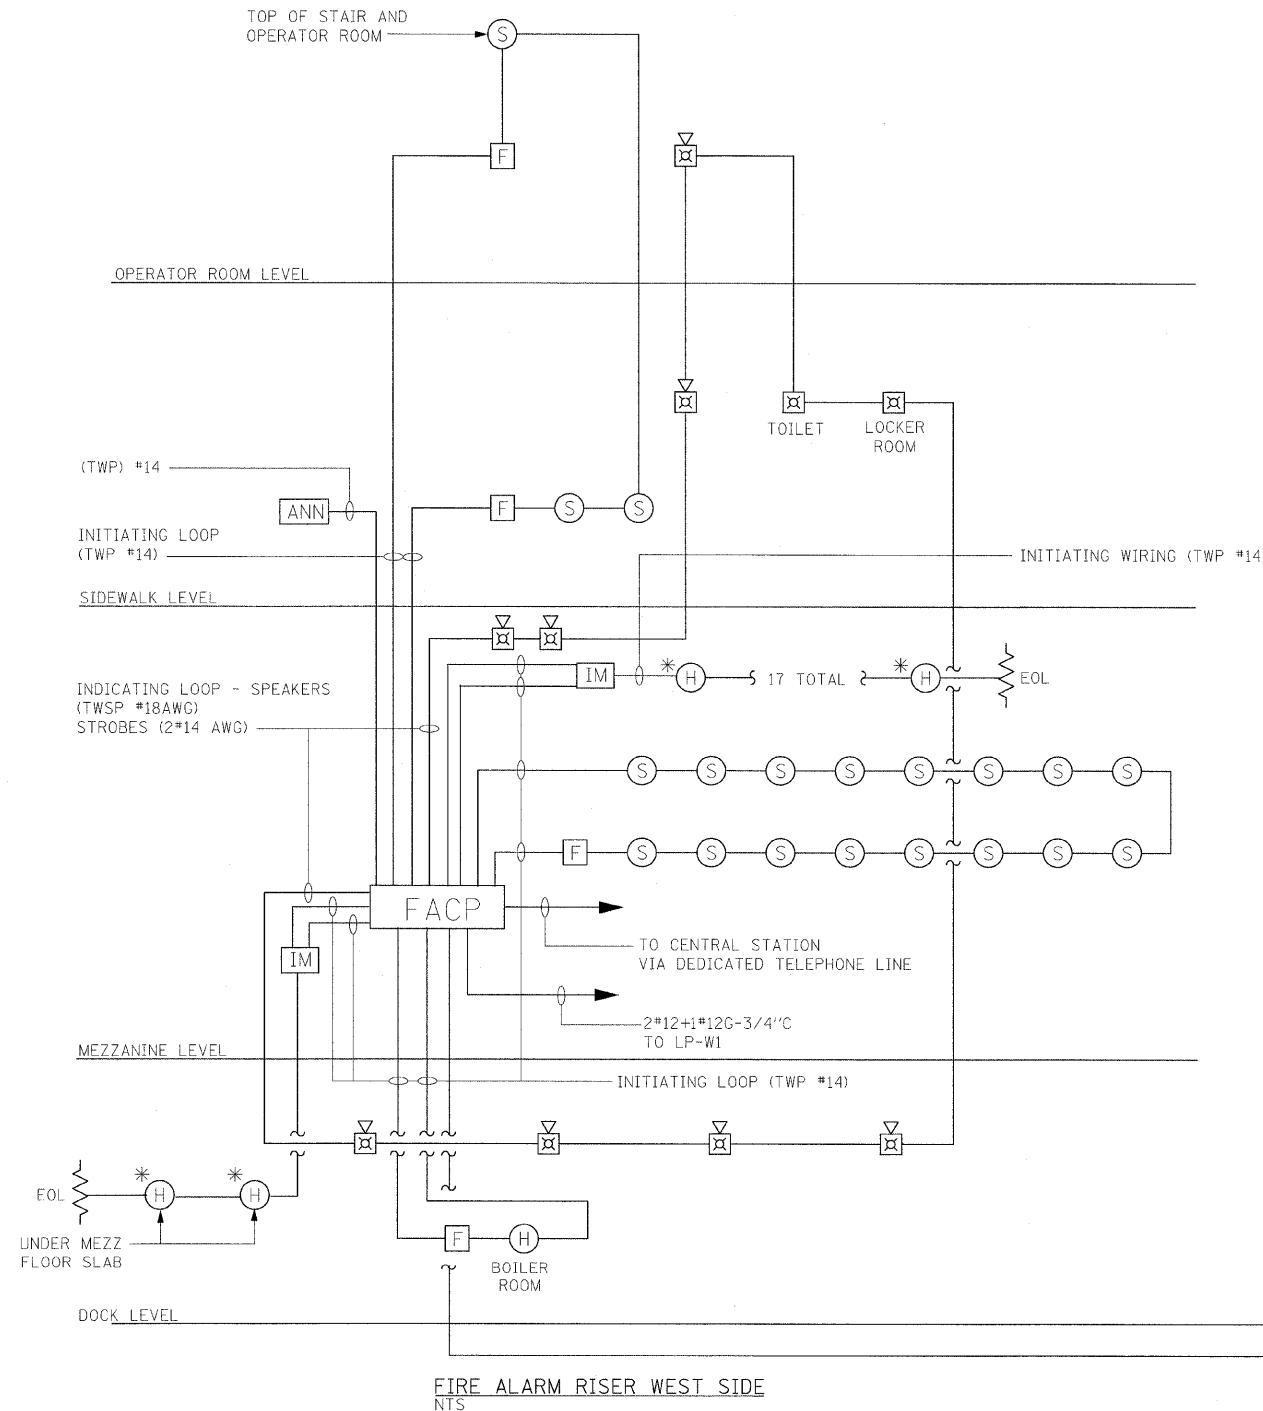 TOP OF STAIR AND
OPERATOR ROOM
S
F
OPERATOR ROOM LEVEL
TOILET
LOCKER
ROOM
(TWP) #14
ANN
F
S
S
INITIATING LOOP
(TWP #14)
INITIATING WIRING (TWP #14
SIDEWALK LEVEL
IM
* H
17 TOTAL
* H
EOL
INDICATING LOOP - SPEAKERS
(TWSP #18AWG)
STROBES (2#14 AWG)
S S S S S S S S
F S S S S S S S S
FACP
IM
TO CENTRAL STATION
VIA DEDICATED TELEPHONE LINE
2#12+1#12G-3/4"C
TO LP-W1
MEZZANINE LEVEL
INITIATING LOOP (TWP #14)
EOL
* H
* H
UNDER MEZZ
FLOOR SLAB
F
H
BOILER
ROOM
DOCK LEVEL
FIRE ALARM RISER WEST SIDE
NTS